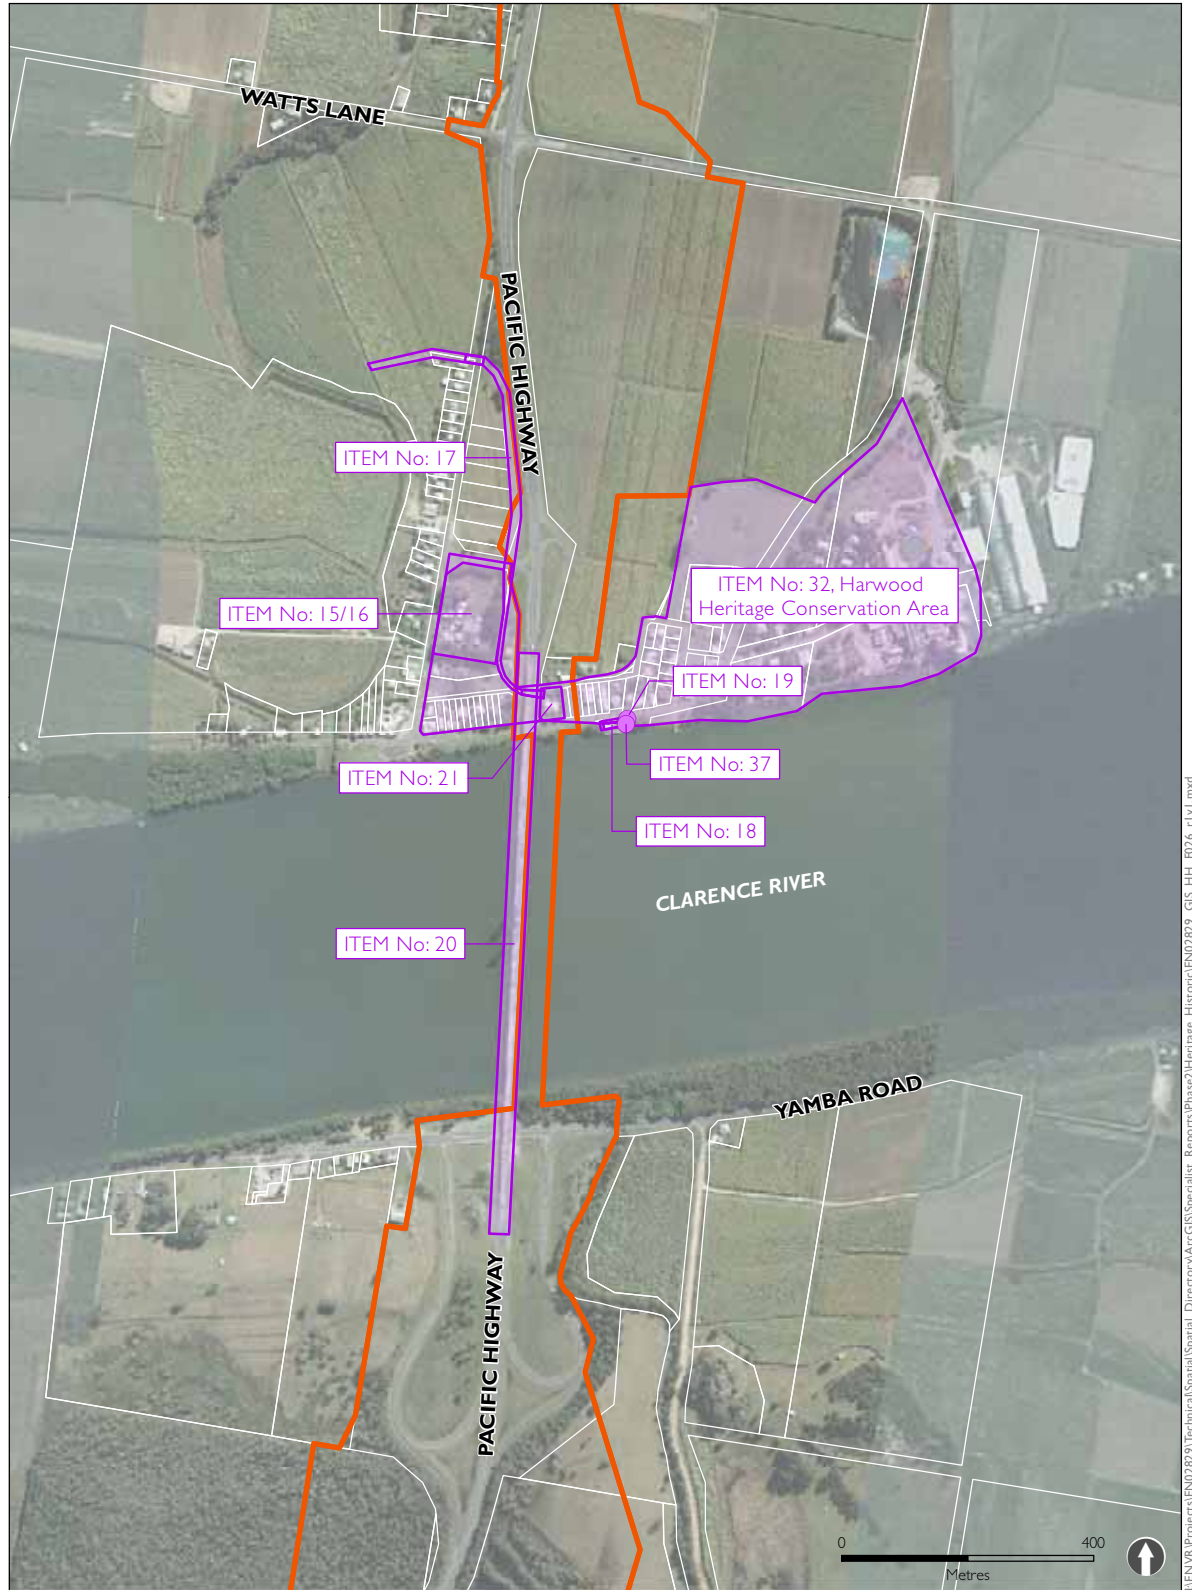 WATTS LANE
PACIFIC HIGHWAY
ITEM No: 17
ITEM No: 15/16
ITEM No: 32, Harwood
Heritage Conservation Area
ITEM No: 19
ITEM No: 21
ITEM No: 37
ITEM No: 18
CLARENCE RIVER
ITEM No: 20
YAMBA ROAD
PACIFIC HIGHWAY
0 400
Metres